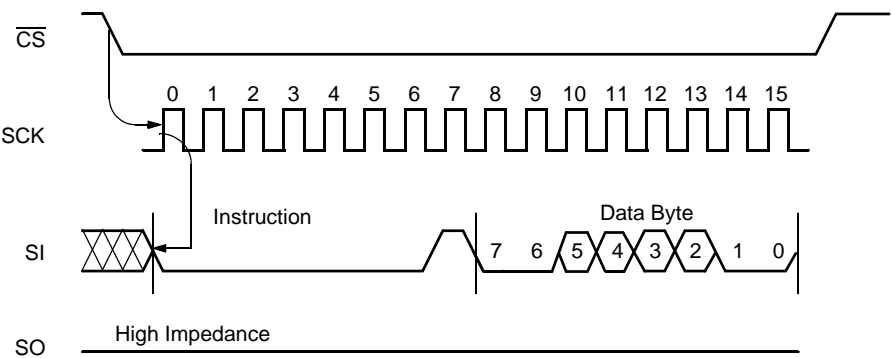 CS
0 1 2 3 4 5 6 7 8 9 10 11 12 13 14 15
SCK
Instruction Data Byte
SI 7 6 5 4 3 2 1 0
High Impedance
SO